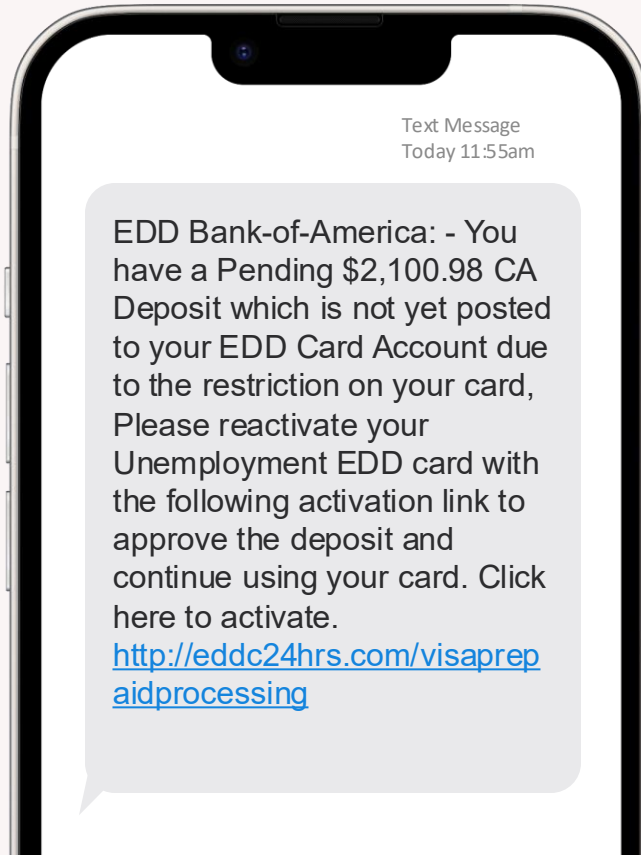 Text Message
Today 11:55am
EDD Bank-of-America: - You
have a Pending $2,100.98 CA
Deposit which is not yet posted
to your EDD Card Account due
to the restriction on your card,
Please reactivate your
Unemployment EDD card with
the following activation link to
approve the deposit and
continue using your card. Click
here to activate.
http://eddc24hrs.com/visaprep
aidprocessing